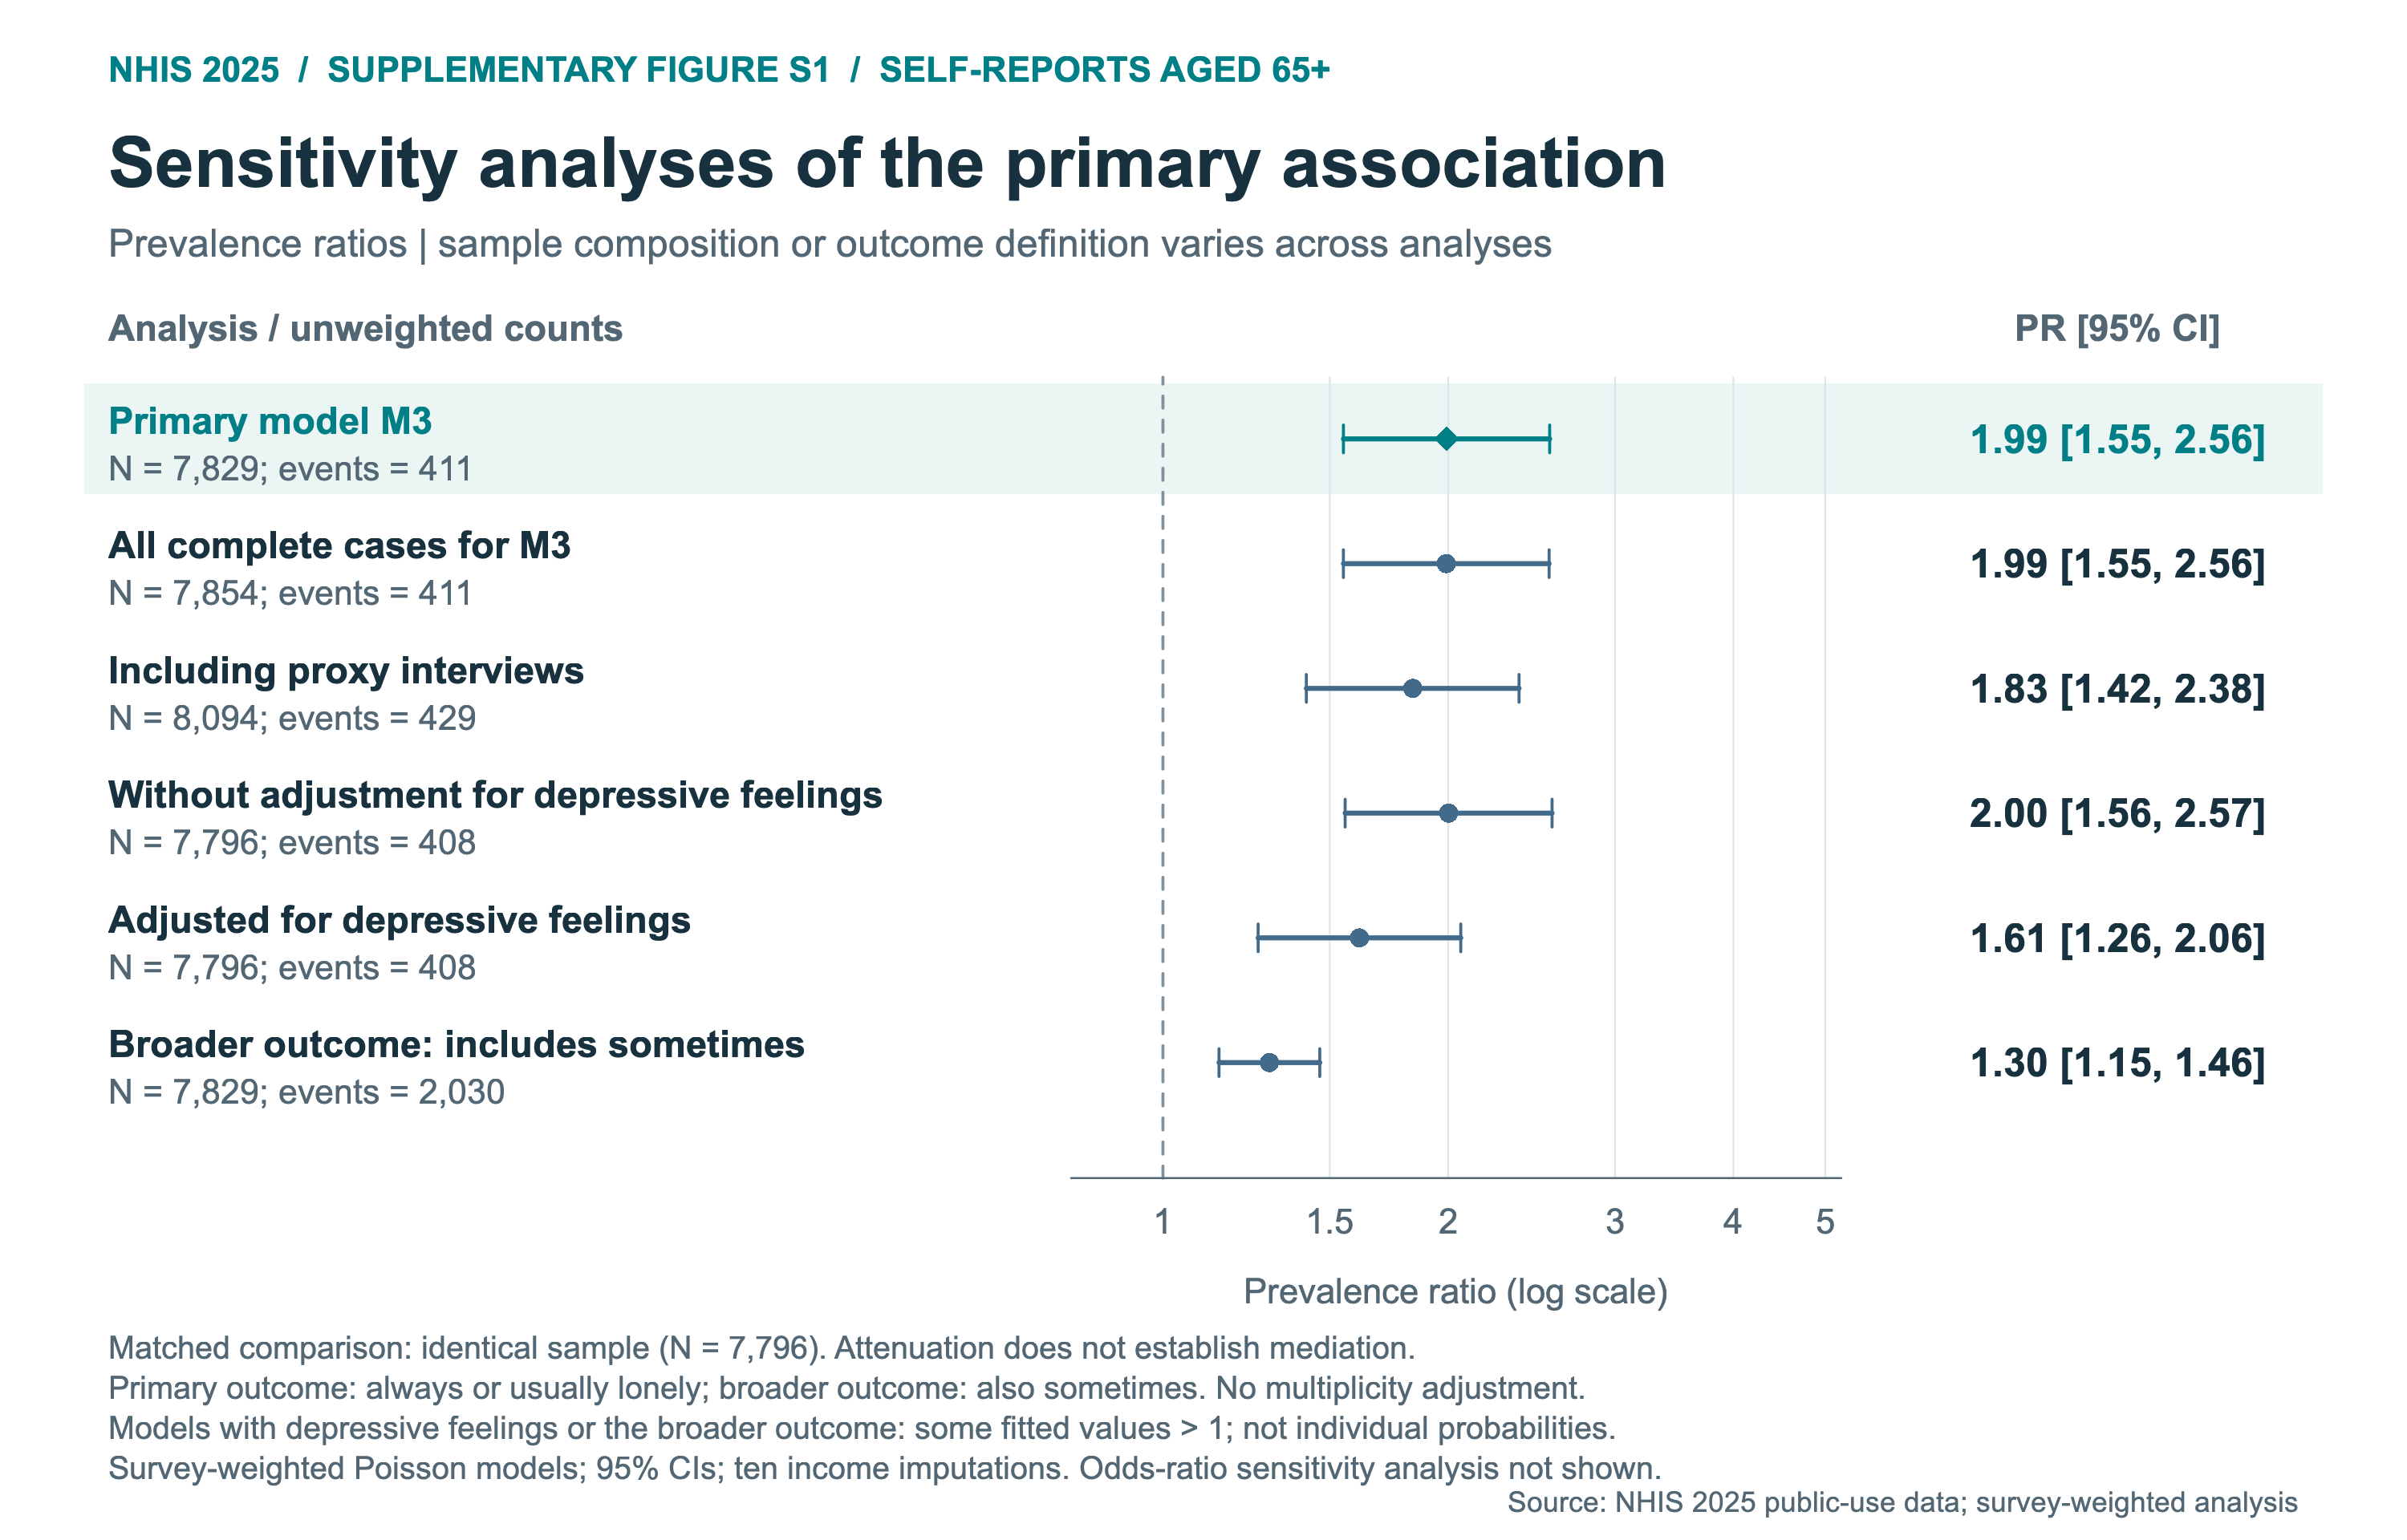 NHIS 2025 / SUPPLEMENTARY FIGURE S1 / SELF-REPORTS AGED 65+
Sensitivity analyses of the primary association
Prevalence ratios | sample composition or outcome definition varies across analyses
Analysis / unweighted counts PR [95% CI]
Primary model M3
N = 7,829; events = 411
1.99 [1.55, 2.56]
All complete cases for M3
N = 7,854; events = 411
1.99 [1.55, 2.56]
Including proxy interviews
N = 8,094; events = 429
1.83 [1.42, 2.38]
Without adjustment for depressive feelings
N = 7,796; events = 408
2.00 [1.56, 2.57]
Adjusted for depressive feelings
N = 7,796; events = 408
1.61 [1.26, 2.06]
Broader outcome: includes sometimes
N = 7,829; events = 2,030
1.30 [1.15, 1.46]
1 1.5 2 3 4 5
Prevalence ratio (log scale)
Matched comparison: identical sample (N = 7,796). Attenuation does not establish mediation.
Primary outcome: always or usually lonely; broader outcome: also sometimes. No multiplicity adjustment.
Models with depressive feelings or the broader outcome: some fitted values > 1; not individual probabilities.
Survey-weighted Poisson models; 95% CIs; ten income imputations. Odds-ratio sensitivity analysis not shown.
Source: NHIS 2025 public-use data; survey-weighted analysis